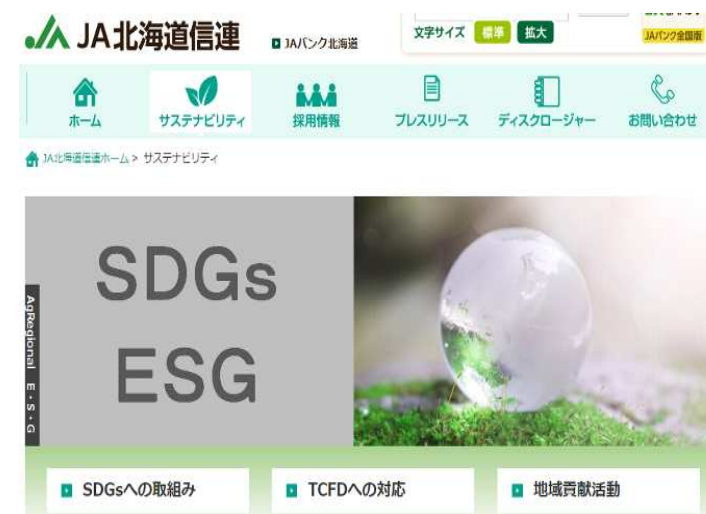 JA北海道信連
JAバンク北海道
文字サイズ 標準 拡大
JAバンク全国版
ホーム
サステナビリティ
採用情報
プレスリリース
ディスクロージャー
お問い合わせ
JA北海道信連ホーム > サステナビリティ
SDGs
ESG
AgRegional E・S・G
SDGsへの取組み
TCFDへの対応
地域貢献活動